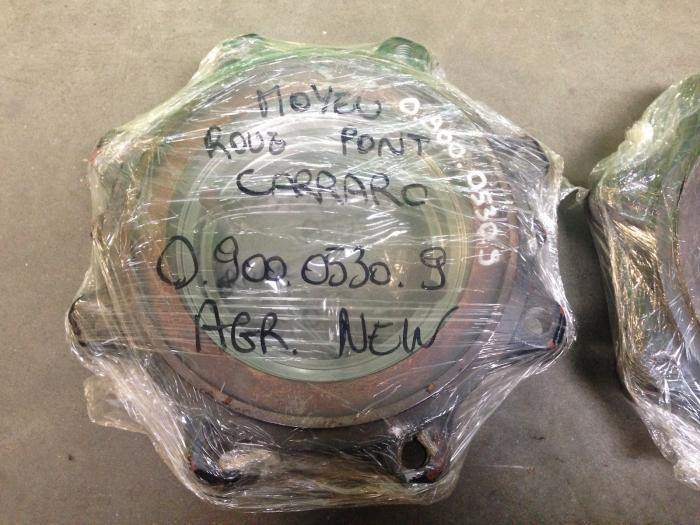 MOYEU
ROUE PONT
CARRARO
0.900.0530.9
AGR. NEW
0.900.0530.9